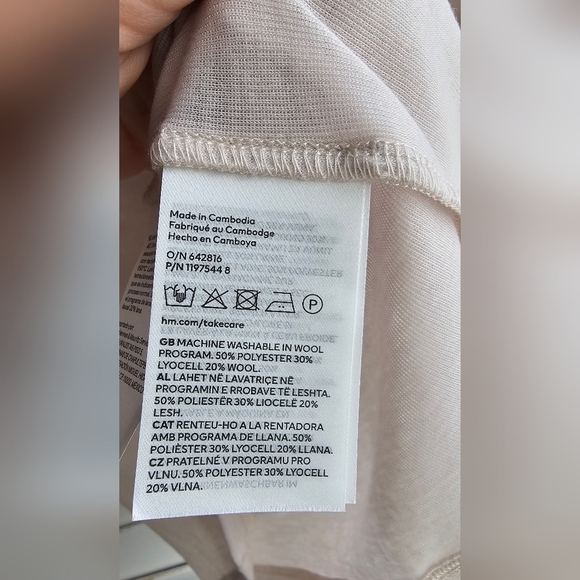 Made in Cambodia
Fabriqué au Cambodge
Hecho en Camboya
O/N 642816
P/N 1197544 8
P
hm.com/takecare
GB MACHINE WASHABLE IN WOOL
PROGRAM. 50% POLYESTER 30%
LYOCELL 20% WOOL.
AL LAHET NË LAVATRIÇE NË
PROGRAMIN E RROBAVE TË LESHTA.
50% POLIESTËR 30% LIOCELË 20%
LESH.
CAT RENTEU-HO A LA RENTADORA
AMB PROGRAMA DE LLANA. 50%
POLIÈSTER 30% LYOCELL 20% LLANA.
CZ PRATELNÉ V PROGRAMU PRO
VLNU. 50% POLYESTER 30% LYOCELL
20% VLNA.